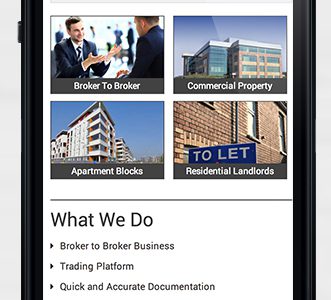 Broker To Broker
Commercial Property
TO LET
Apartment Blocks
Residential Landlords
What We Do
Broker to Broker Business
Trading Platform
Quick and Accurate Documentation